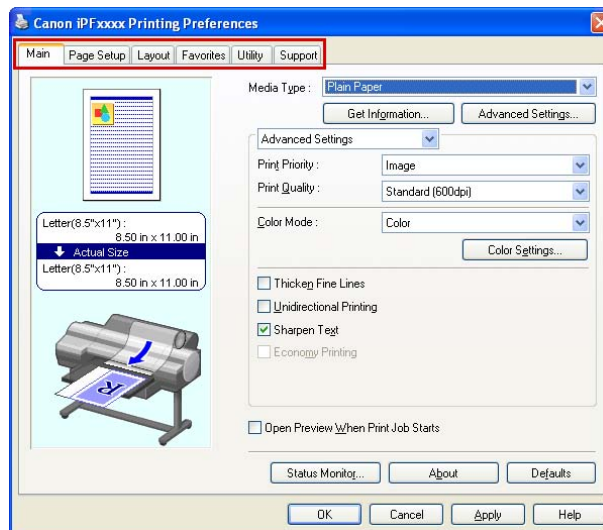 Canon iPFxxxx Printing Preferences
Main Page Setup Layout Favorites Utility Support
Media Type : Plain Paper
Get Information... Advanced Settings...
Advanced Settings
Print Priority : Image
Print Quality : Standard (600dpi)
Color Mode : Color
Color Settings...
Letter(8.5"x11") :
8.50 in x 11.00 in
Actual Size
Letter(8.5"x11") :
8.50 in x 11.00 in
Thicken Fine Lines
Unidirectional Printing
Sharpen Text
Economy Printing
R
Open Preview When Print Job Starts
Status Monitor... About Defaults
OK Cancel Apply Help